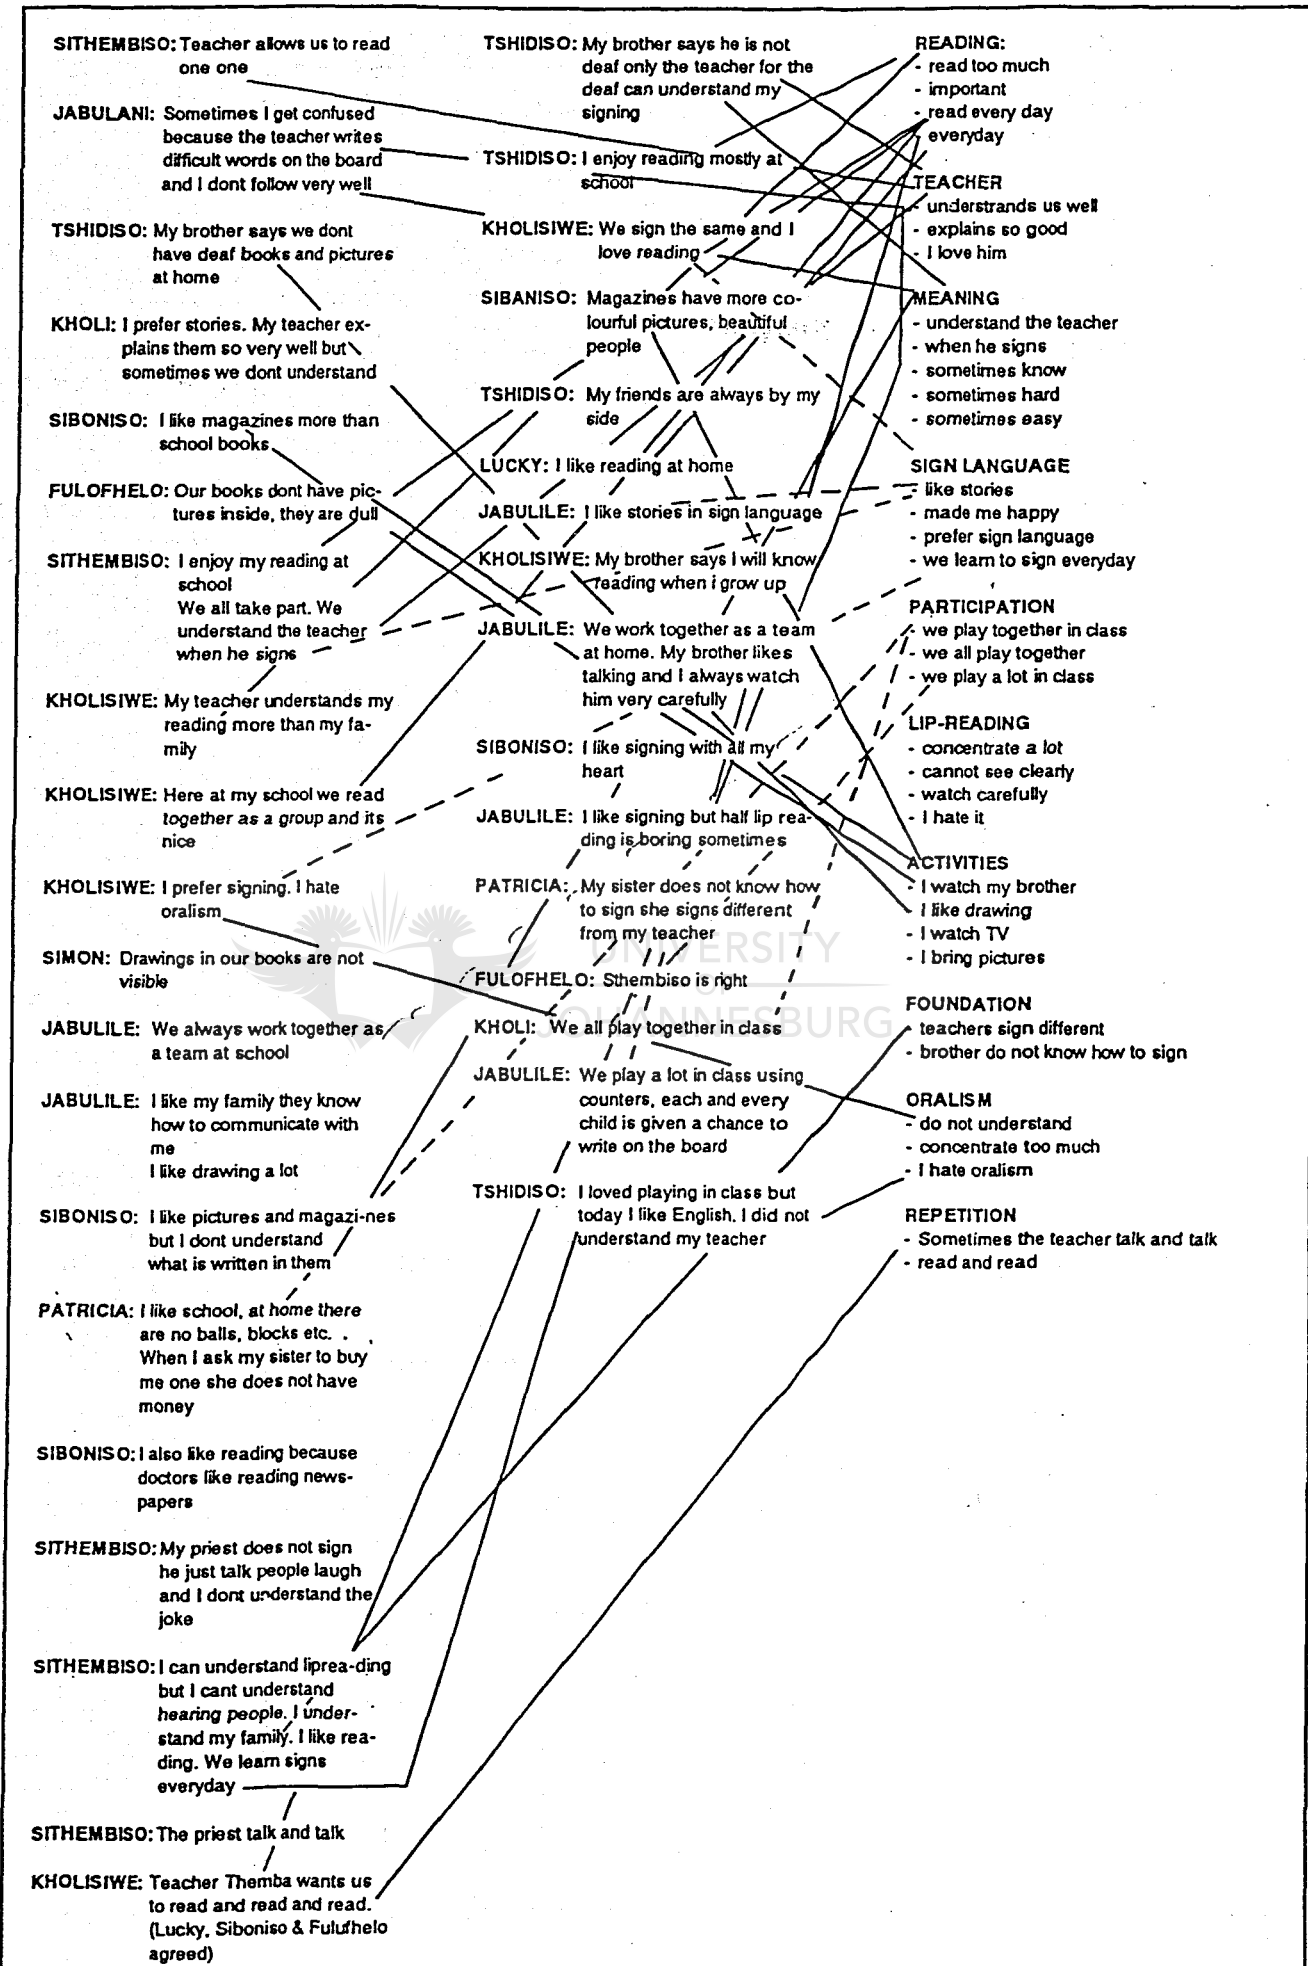 SITHEMBISO: Teacher allows us to read
one one
JABULANI: Sometimes I get confused
because the teacher writes
difficult words on the board
and I dont follow very well
TSHIDISO: My brother says we dont
have deaf books and pictures
at home
KHOLI: I prefer stories. My teacher ex-
plains them so very well but
sometimes we dont understand
SIBONISO: I like magazines more than
school books
FULOFHELO: Our books dont have pic-
tures inside, they are dull
SITHEMBISO: I enjoy my reading at
school
We all take part. We
understand the teacher
when he signs
KHOLISIWE: My teacher understands my
reading more than my fa-
mily
KHOLISIWE: Here at my school we read
together as a group and its
nice
KHOLISIWE: I prefer signing. I hate
oralism
SIMON: Drawings in our books are not
visible
JABULILE: We always work together as
a team at school
JABULILE: I like my family they know
how to communicate with
me
I like drawing a lot
SIBONISO: I like pictures and magazi-nes
but I dont understand
what is written in them
PATRICIA: I like school, at home there
are no balls, blocks etc.
When I ask my sister to buy
me one she does not have
money
SIBONISO: I also like reading because
doctors like reading news-
papers
SITHEMBISO: My priest does not sign
he just talk people laugh
and I dont understand the
joke
SITHEMBISO: I can understand liprea-ding
but I cant understand
hearing people. I under-
stand my family. I like rea-
ding. We learn signs
everyday
SITHEMBISO: The priest talk and talk
KHOLISIWE: Teacher Themba wants us
to read and read and read.
(Lucky, Siboniso & Fulufhelo
agreed)
TSHIDISO: My brother says he is not
deaf only the teacher for the
deaf can understand my
signing
TSHIDISO: I enjoy reading mostly at
school
KHOLISIWE: We sign the same and I
love reading
SIBANISO: Magazines have more co-
lourful pictures, beautiful
people
TSHIDISO: My friends are always by my
side
LUCKY: I like reading at home
JABULILE: I like stories in sign language
KHOLISIWE: My brother says I will know
reading when i grow up
JABULILE: We work together as a team
at home. My brother likes
talking and I always watch
him very carefully
SIBONISO: I like signing with all my
heart
JABULILE: I like signing but half lip rea-
ding is boring sometimes
PATRICIA: My sister does not know how
to sign she signs different
from my teacher
FULOFHELO: Sthembiso is right
KHOLI: We all play together in class
JABULILE: We play a lot in class using
counters, each and every
child is given a chance to
write on the board
TSHIDISO: I loved playing in class but
today I like English. I did not
understand my teacher
READING:
- read too much
- important
- read every day
- everyday
TEACHER
- understrands us well
- explains so good
- I love him
MEANING
- understand the teacher
- when he signs
- sometimes know
- sometimes hard
- sometimes easy
SIGN LANGUAGE
- like stories
- made me happy
- prefer sign language
- we learn to sign everyday
PARTICIPATION
- we play together in class
- we all play together
- we play a lot in class
LIP-READING
- concentrate a lot
- cannot see clearly
- watch carefully
- I hate it
ACTIVITIES
- I watch my brother
- I like drawing
- I watch TV
- I bring pictures
FOUNDATION
- teachers sign different
- brother do not know how to sign
ORALISM
- do not understand
- concentrate too much
- I hate oralism
REPETITION
- Sometimes the teacher talk and talk
- read and read
UNIVERSITY
OF
JOHANNESBURG